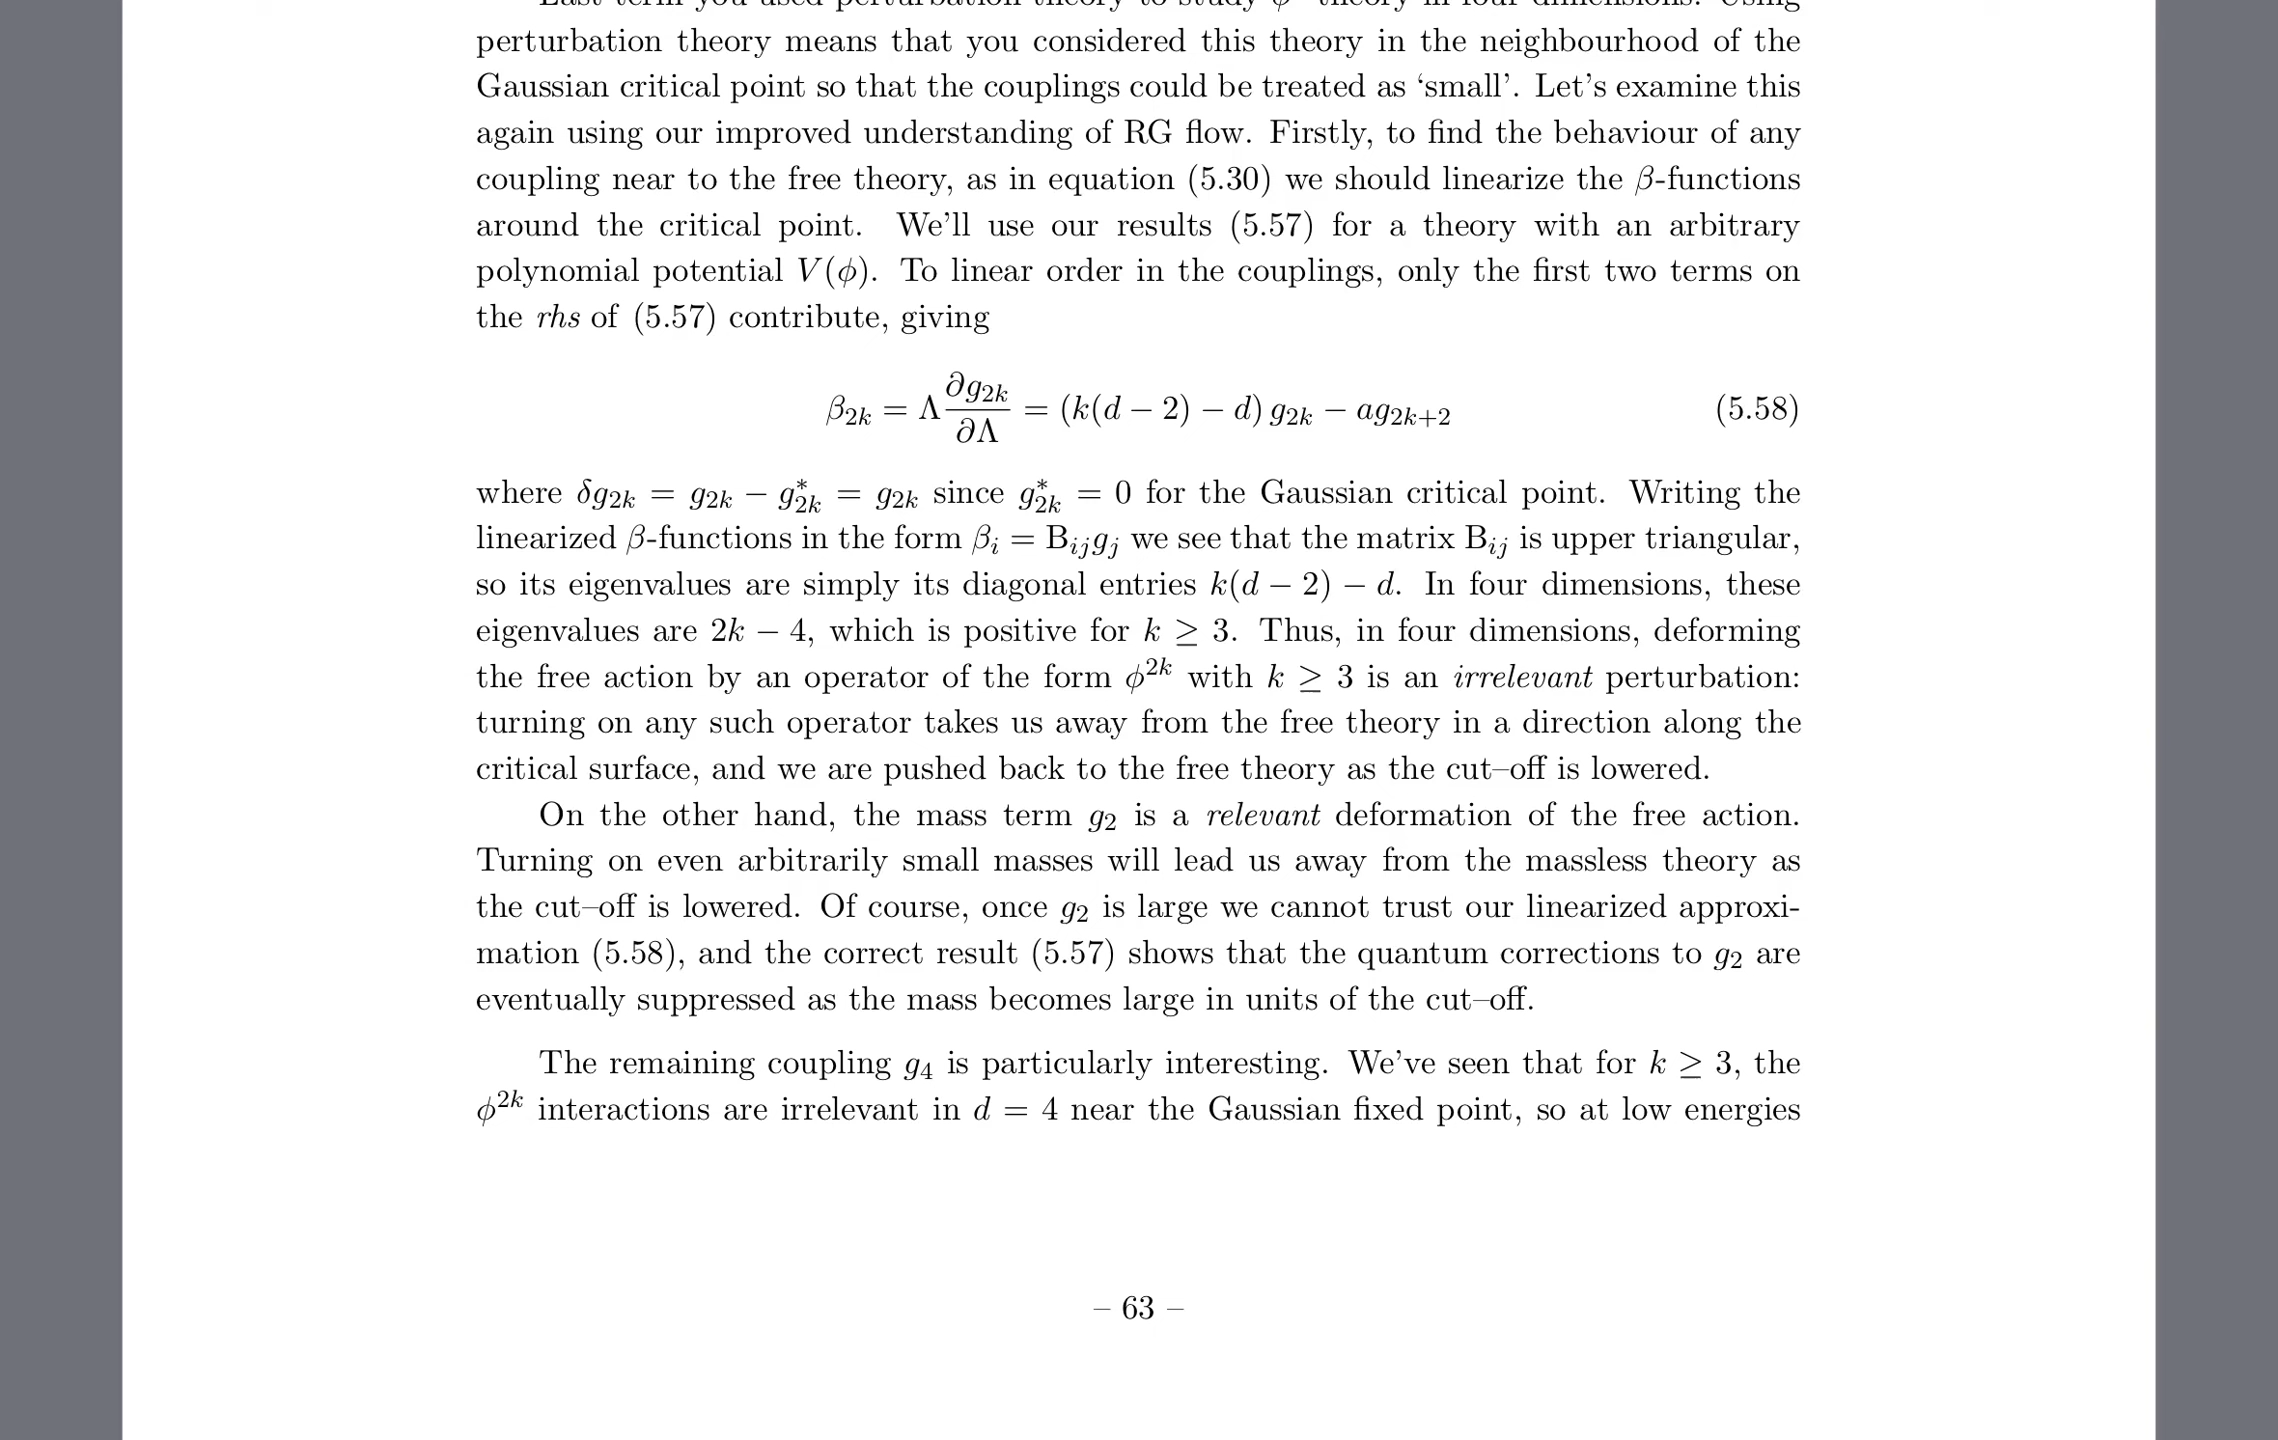 Last term you used perturbation theory to study ϕ theory in four dimensions. Using
perturbation theory means that you considered this theory in the neighbourhood of the
Gaussian critical point so that the couplings could be treated as ‘small’. Let’s examine this
again using our improved understanding of RG flow. Firstly, to find the behaviour of any
coupling near to the free theory, as in equation (5.30) we should linearize the β-functions
around the critical point. We’ll use our results (5.57) for a theory with an arbitrary
polynomial potential V(ϕ). To linear order in the couplings, only the first two terms on
the rhs of (5.57) contribute, giving
β_{2k} = Λ ∂g_{2k}/∂Λ = (k(d − 2) − d) g_{2k} − ag_{2k+2} (5.58)
where δg_{2k} = g_{2k} − g*_{2k} = g_{2k} since g*_{2k} = 0 for the Gaussian critical point. Writing the
linearized β-functions in the form β_i = B_{ij}g_j we see that the matrix B_{ij} is upper triangular,
so its eigenvalues are simply its diagonal entries k(d − 2) − d. In four dimensions, these
eigenvalues are 2k − 4, which is positive for k ≥ 3. Thus, in four dimensions, deforming
the free action by an operator of the form ϕ^{2k} with k ≥ 3 is an irrelevant perturbation:
turning on any such operator takes us away from the free theory in a direction along the
critical surface, and we are pushed back to the free theory as the cut–off is lowered.
On the other hand, the mass term g_2 is a relevant deformation of the free action.
Turning on even arbitrarily small masses will lead us away from the massless theory as
the cut–off is lowered. Of course, once g_2 is large we cannot trust our linearized approxi-
mation (5.58), and the correct result (5.57) shows that the quantum corrections to g_2 are
eventually suppressed as the mass becomes large in units of the cut–off.
The remaining coupling g_4 is particularly interesting. We’ve seen that for k ≥ 3, the
ϕ^{2k} interactions are irrelevant in d = 4 near the Gaussian fixed point, so at low energies
– 63 –